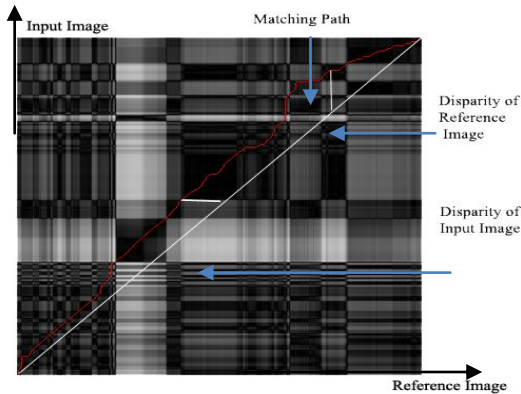 Input Image
Matching Path
Disparity of
Reference
Image
Disparity of
Input Image
Reference Image